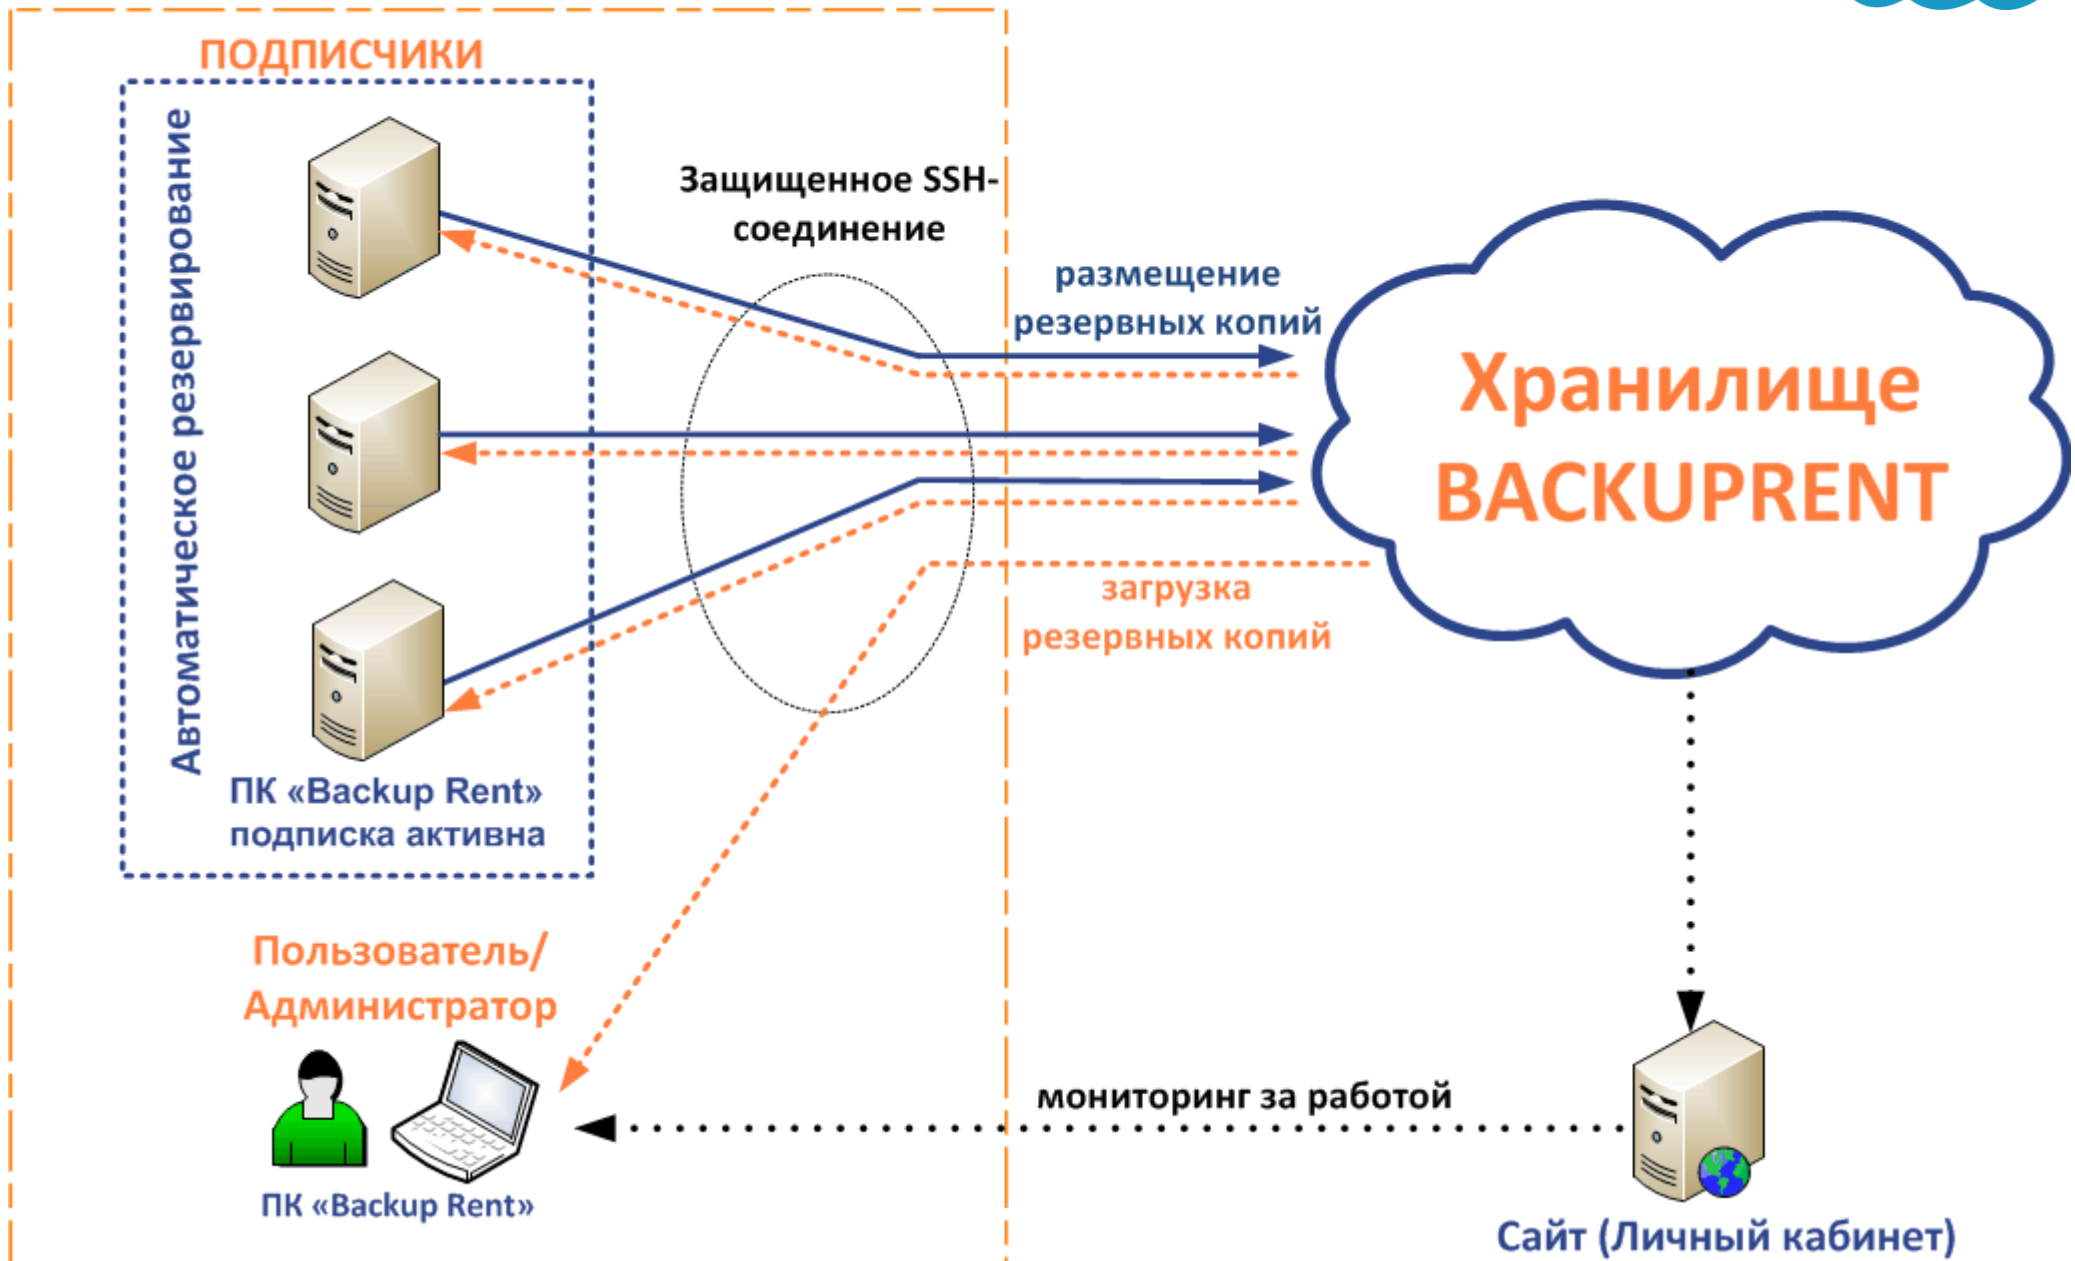 ПОДПИСЧИКИ
Автоматическое резервирование
Защищенное SSH-
соединение
размещение
резервных копий
Хранилище
BACKUPRENT
загрузка
резервных копий
ПК «Backup Rent»
подписка активна
Пользователь/
Администратор
ПК «Backup Rent»
мониторинг за работой
Сайт (Личный кабинет)